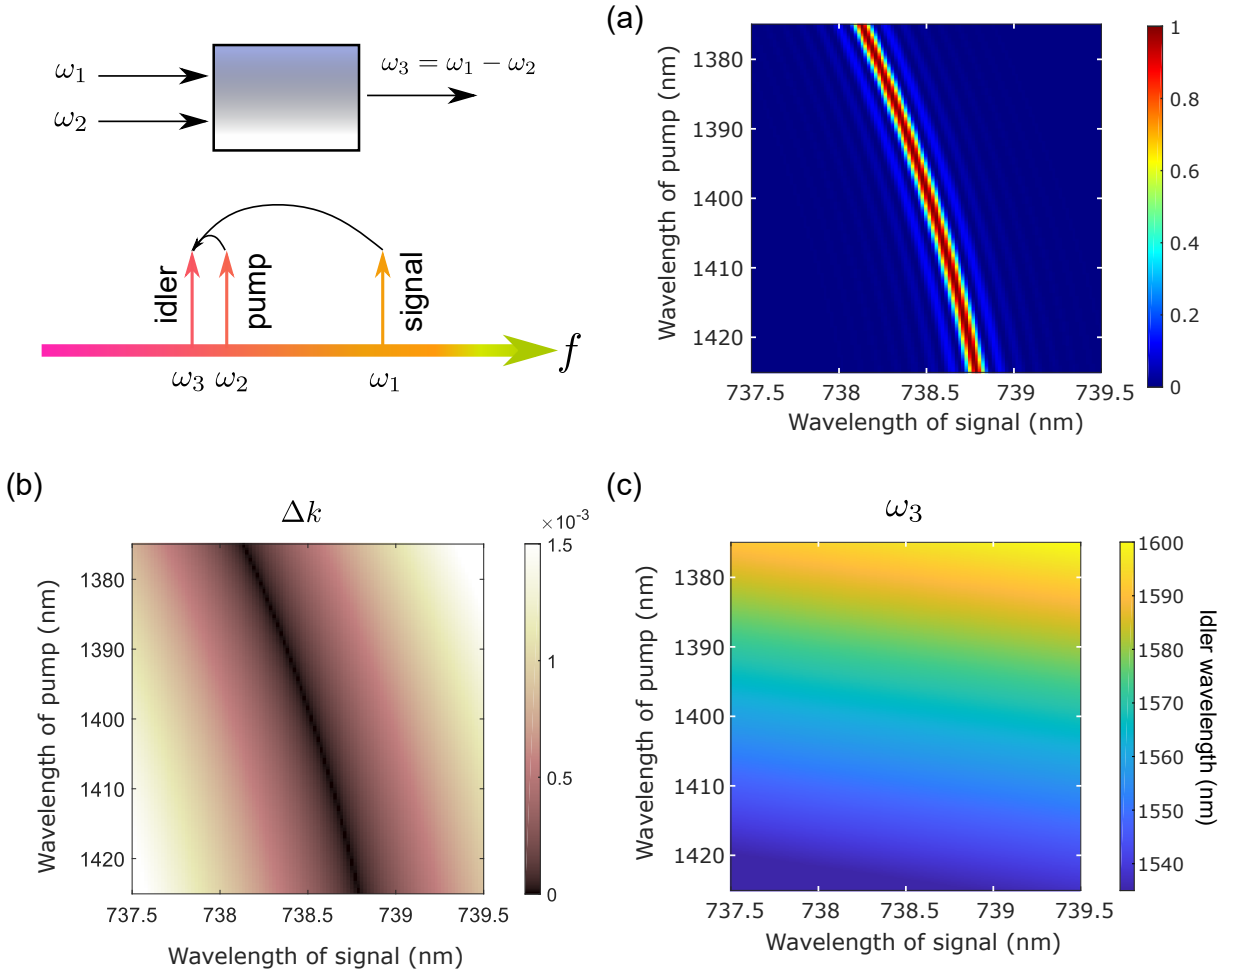 ω1
ω2
ω3 = ω1 − ω2
idler
pump
signal
f
ω3
ω2
ω1
(a)
Wavelength of pump (nm)
1380
1390
1400
1410
1420
737.5 738 738.5 739 739.5
Wavelength of signal (nm)
1
0.8
0.6
0.4
0.2
0
(b)
Δk
×10-3
Wavelength of pump (nm)
1380
1390
1400
1410
1420
737.5 738 738.5 739 739.5
Wavelength of signal (nm)
1.5
1
0.5
0
(c)
ω3
Wavelength of pump (nm)
1380
1390
1400
1410
1420
737.5 738 738.5 739 739.5
Wavelength of signal (nm)
1600
1590
1580
1570
1560
1550
1540
Idler wavelength (nm)